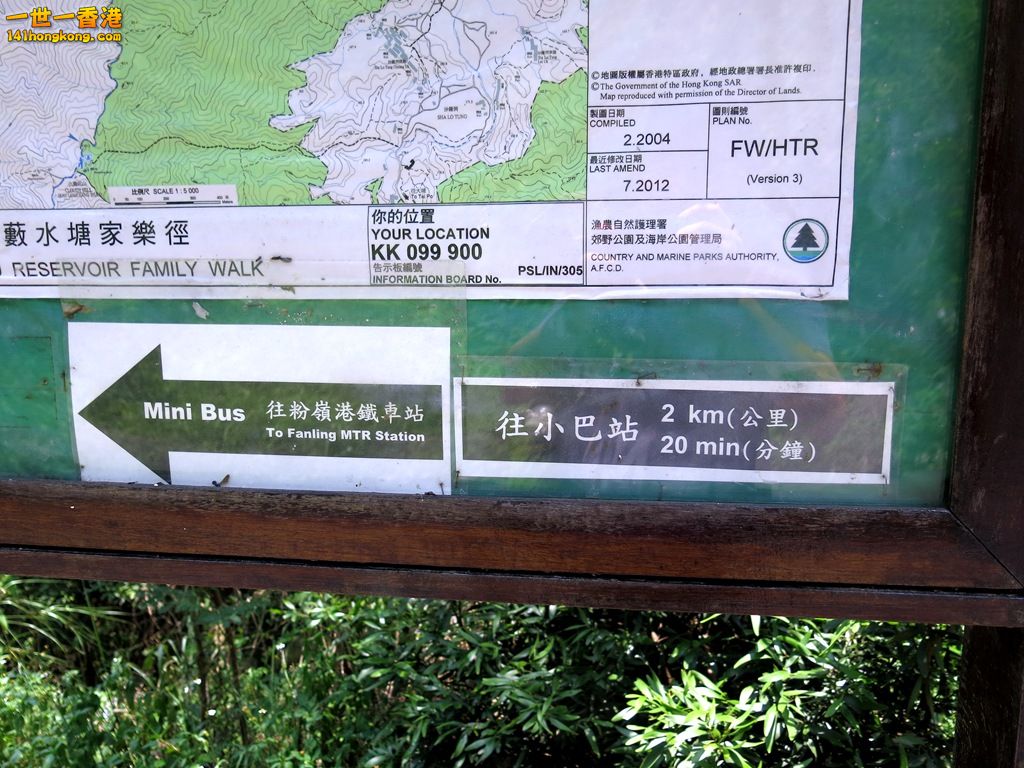 一世一香港
141hongkong.com
SHA LO TUNG
©地圖版權屬香港特區政府，經地政總署署長准許複印.
©The Government of the Hong Kong SAR
Map reproduced with permission of the Director of Lands.
製圖日期
COMPILED
2.2004
圖則編號
PLAN No.
FW/HTR
(Version 3)
最近修改日期
LAST AMEND
7.2012
比例尺 SCALE 1 : 5 000
To Tai Po
藪水塘家樂徑
RESERVOIR FAMILY WALK
你的位置
YOUR LOCATION
KK 099 900
告示板編號
INFORMATION BOARD No.
PSL/IN/305
漁農自然護理署
郊野公園及海岸公園管理局
COUNTRY AND MARINE PARKS AUTHORITY,
A.F.C.D.
Mini Bus
往粉嶺港鐵車站
To Fanling MTR Station
往小巴站
2 km(公里)
20 min(分鐘)